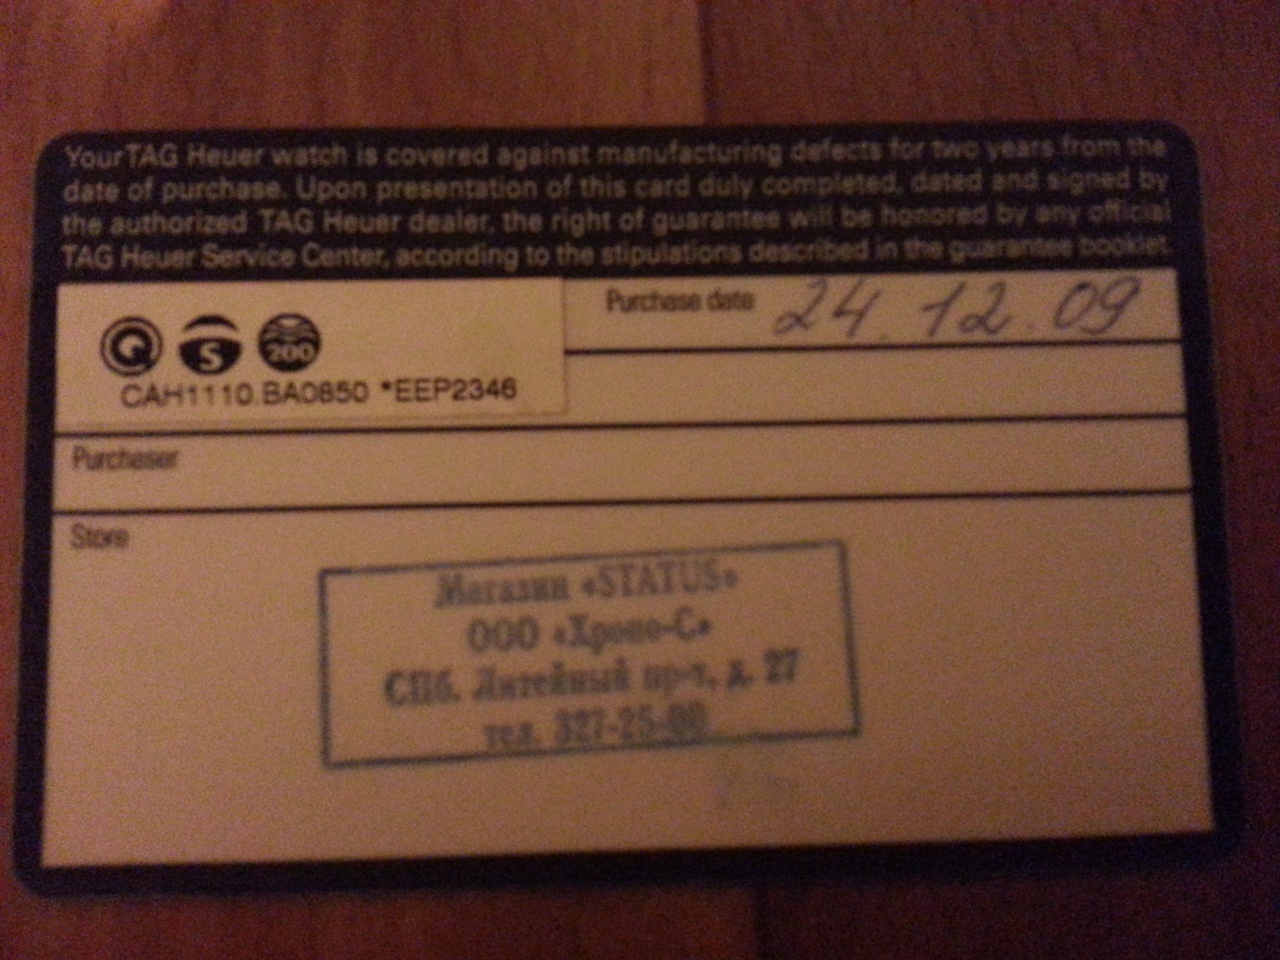 Your TAG Heuer watch is covered against manufacturing defects for two years from the
date of purchase. Upon presentation of this card duly completed, dated and signed by
the authorized TAG Heuer dealer, the right of guarantee will be honored by any official
TAG Heuer Service Center, according to the stipulations described in the guarantee booklet.
Purchase date 24.12.09
Q S 200
CAH1110.BA0850 *EEP2346
Purchaser
Store
Магазин «STATUS»
ООО «Хроно-С»
СПб. Литейный пр-т, д. 27
тел.